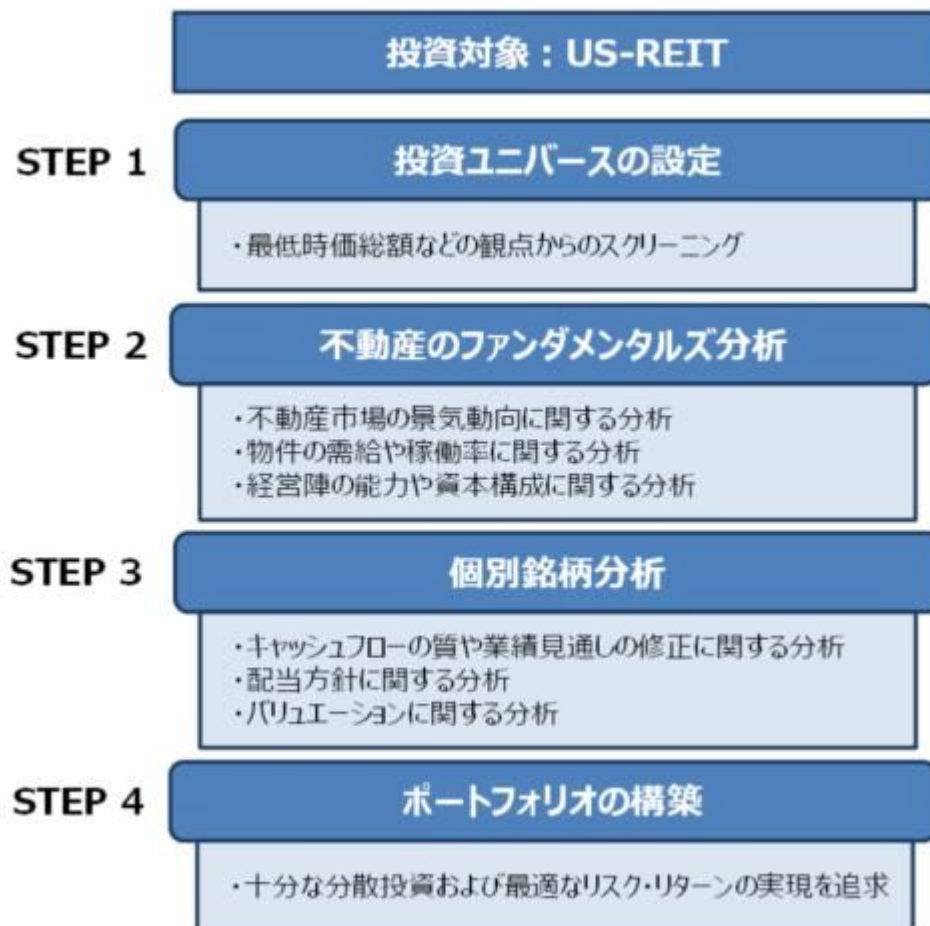 投資対象：US-REIT
STEP 1
投資ユニバースの設定
・最低時価総額などの観点からのスクリーニング
STEP 2
不動産のファンダメンタルズ分析
・不動産市場の景気動向に関する分析
・物件の需給や稼働率に関する分析
・経営陣の能力や資本構成に関する分析
STEP 3
個別銘柄分析
・キャッシュフローの質や業績見通しの修正に関する分析
・配当方針に関する分析
・バリュエーションに関する分析
STEP 4
ポートフォリオの構築
・十分な分散投資および最適なリスク・リターンの実現を追求